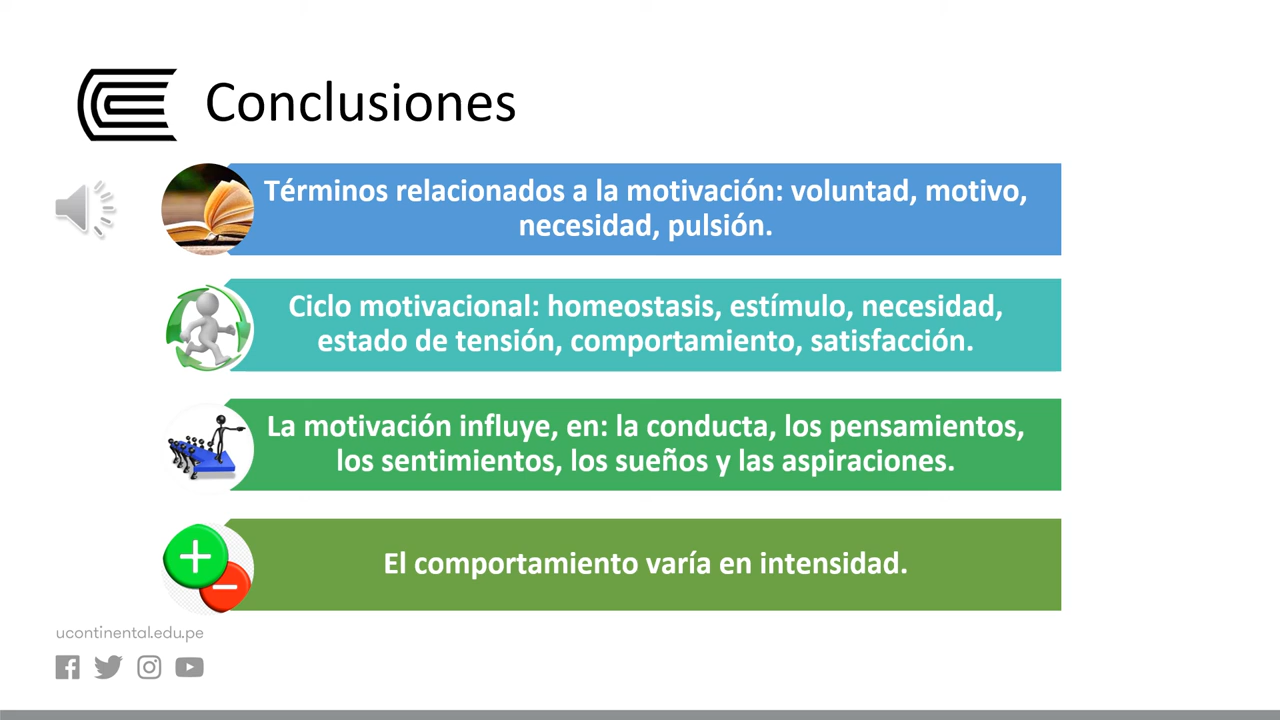 Conclusiones
Términos relacionados a la motivación: voluntad, motivo,
necesidad, pulsión.
Ciclo motivacional: homeostasis, estímulo, necesidad,
estado de tensión, comportamiento, satisfacción.
La motivación influye, en: la conducta, los pensamientos,
los sentimientos, los sueños y las aspiraciones.
El comportamiento varía en intensidad.
ucontinental.edu.pe